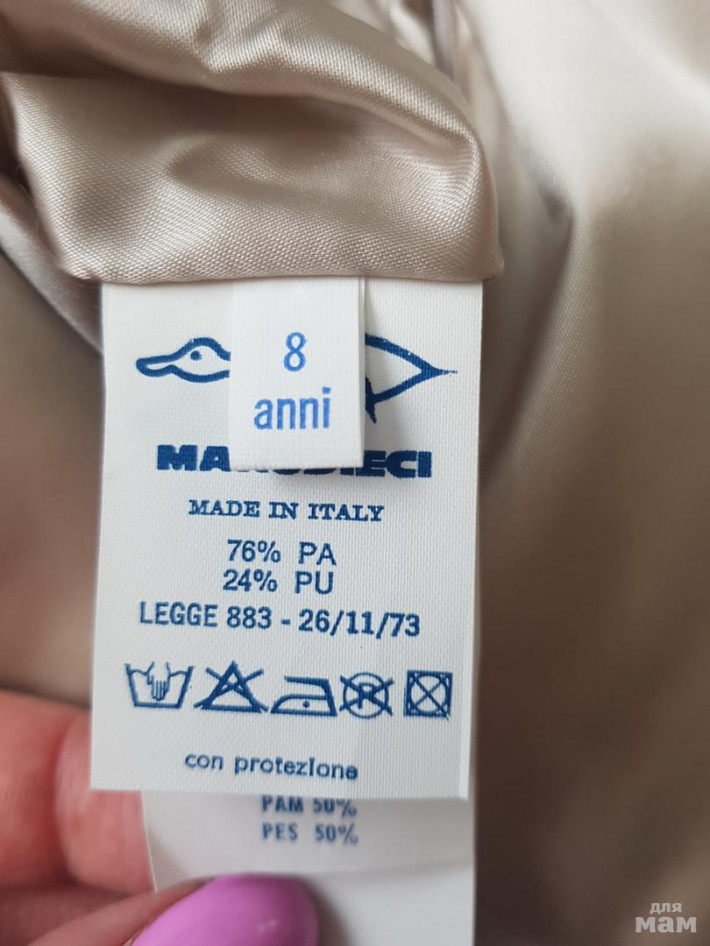 8
anni
MADE IN ITALY
76% PA
24% PU
LEGGE 883 - 26/11/73
con protezione
PAM 50%
PES 50%
для
мам